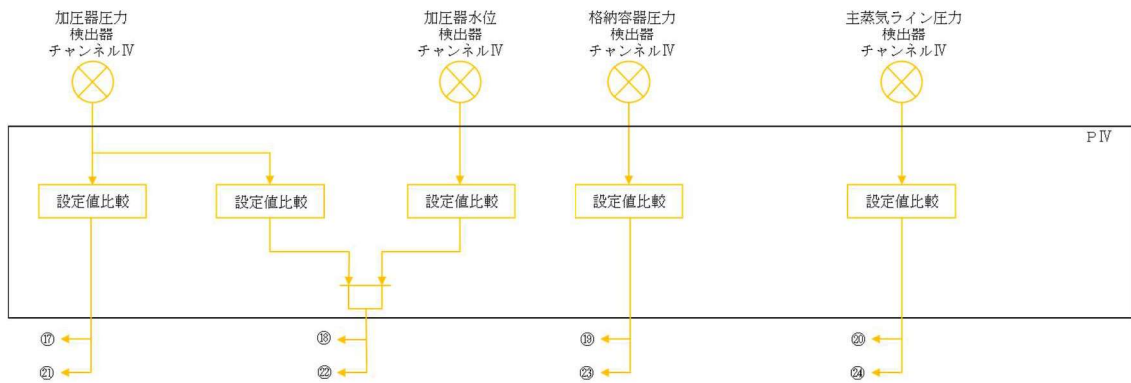 加圧器圧力
検出器
チャンネルⅣ
加圧器水位
検出器
チャンネルⅣ
格納容器圧力
検出器
チャンネルⅣ
主蒸気ライン圧力
検出器
チャンネルⅣ
PⅣ
設定値比較
設定値比較
設定値比較
設定値比較
設定値比較
⑰
⑱
⑲
⑳
㉑
㉒
㉓
㉔